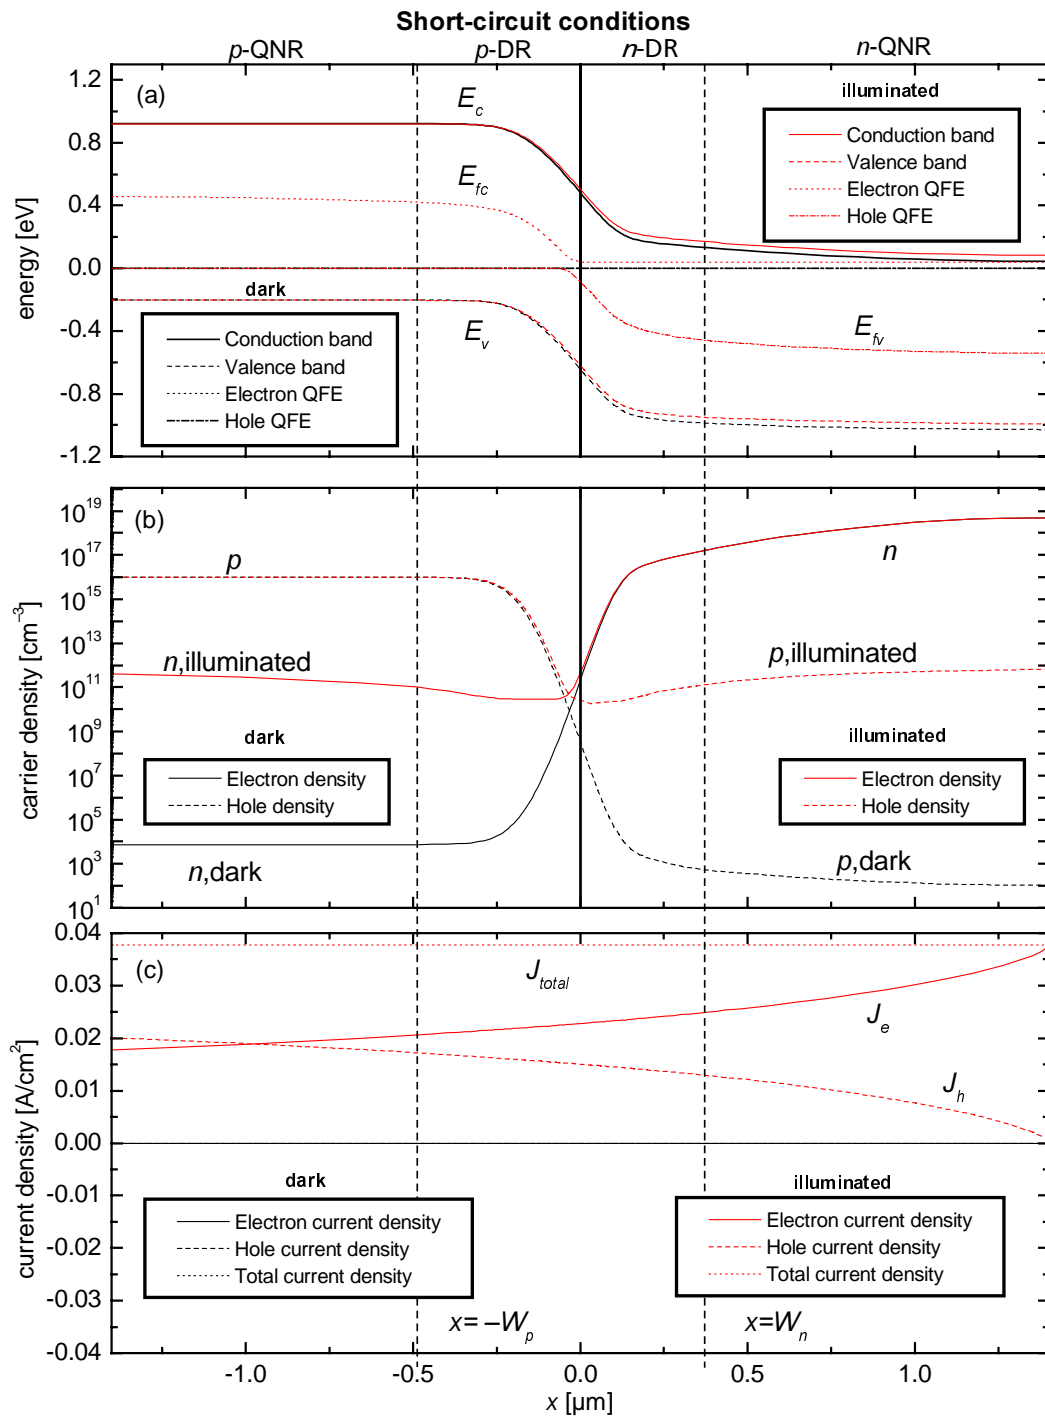 Short-circuit conditions
p-QNR p-DR n-DR n-QNR
(a)
E_c
illuminated
Conduction band
Valence band
Electron QFE
Hole QFE
E_fc
dark
Conduction band
Valence band
Electron QFE
Hole QFE
E_v
E_fv
1.2
0.8
0.4
0.0
-0.4
-0.8
-1.2
energy [eV]
(b)
p
n
n,illuminated
p,illuminated
dark
Electron density
Hole density
illuminated
Electron density
Hole density
n,dark
p,dark
10^19
10^17
10^15
10^13
10^11
10^9
10^7
10^5
10^3
10^1
carrier density [cm^−3]
(c)
J_total
J_e
J_h
dark
Electron current density
Hole current density
Total current density
illuminated
Electron current density
Hole current density
Total current density
x= −W_p
x=W_n
0.04
0.03
0.02
0.01
0.00
-0.01
-0.02
-0.03
-0.04
current density [A/cm^2]
-1.0 -0.5 0.0 0.5 1.0
x [µm]